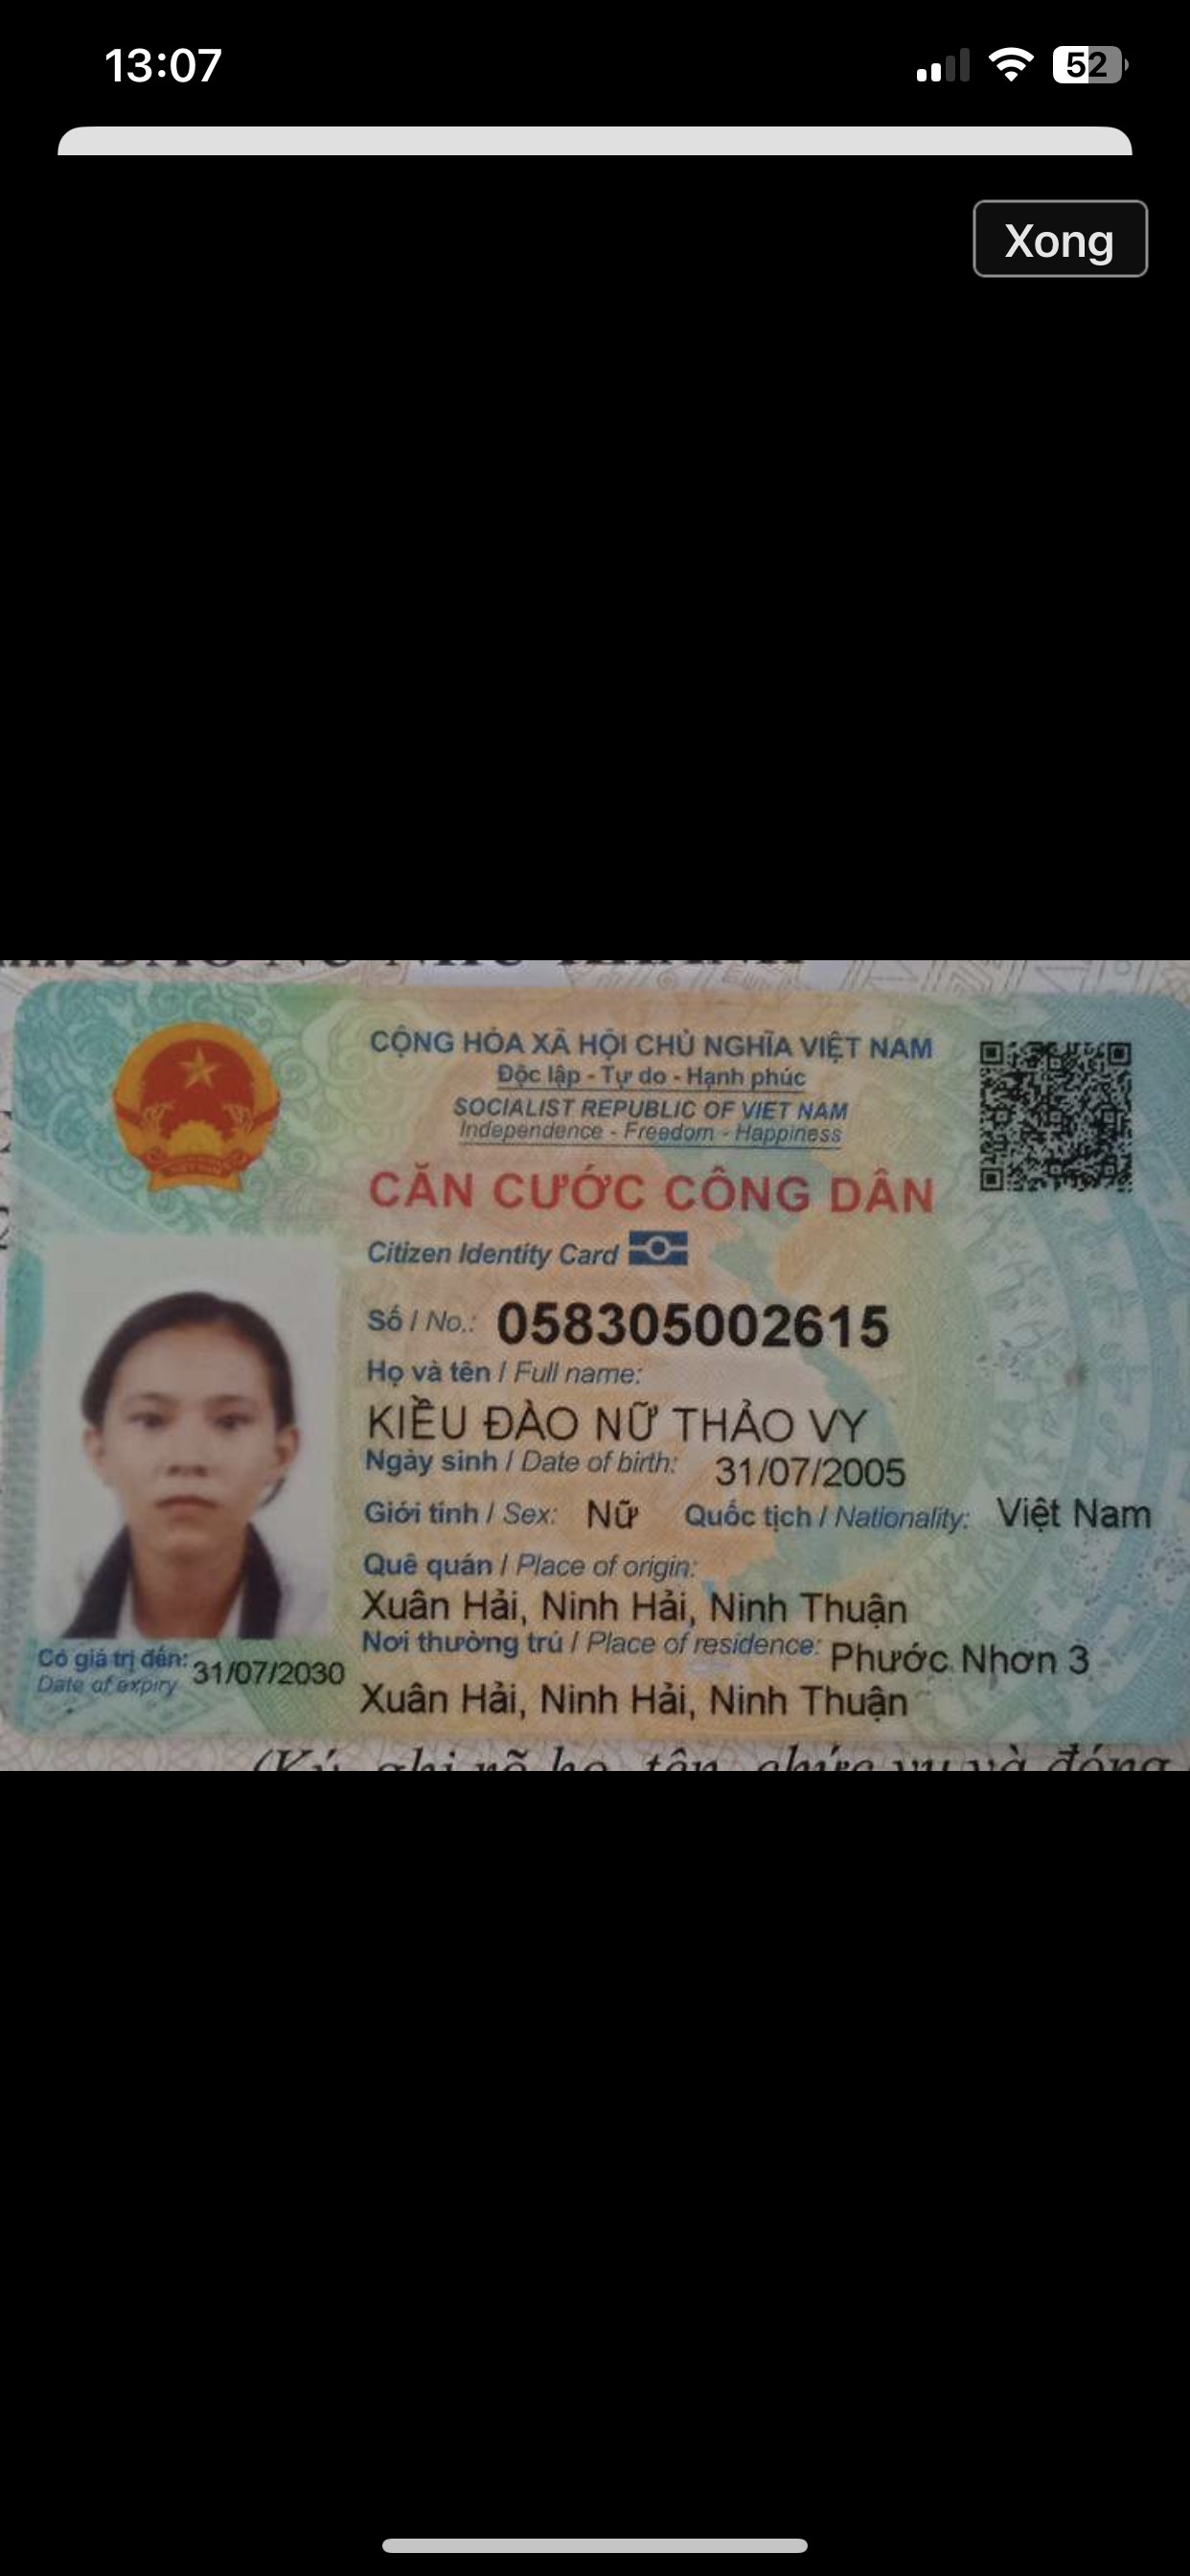 13:07
52
Xong
CỘNG HÒA XÃ HỘI CHỦ NGHĨA VIỆT NAM
Độc lập - Tự do - Hạnh phúc
SOCIALIST REPUBLIC OF VIET NAM
Independence - Freedom - Happiness
CĂN CƯỚC CÔNG DÂN
Citizen Identity Card
Số / No.: 058305002615
Họ và tên / Full name:
KIỀU ĐÀO NỮ THẢO VY
Ngày sinh / Date of birth: 31/07/2005
Giới tính / Sex: Nữ Quốc tịch / Nationality: Việt Nam
Quê quán / Place of origin:
Xuân Hải, Ninh Hải, Ninh Thuận
Nơi thường trú / Place of residence: Phước Nhơn 3
Xuân Hải, Ninh Hải, Ninh Thuận
Có giá trị đến: 31/07/2030
Date of expiry
(Ký, ghi rõ họ, tên, chức vụ và đóng